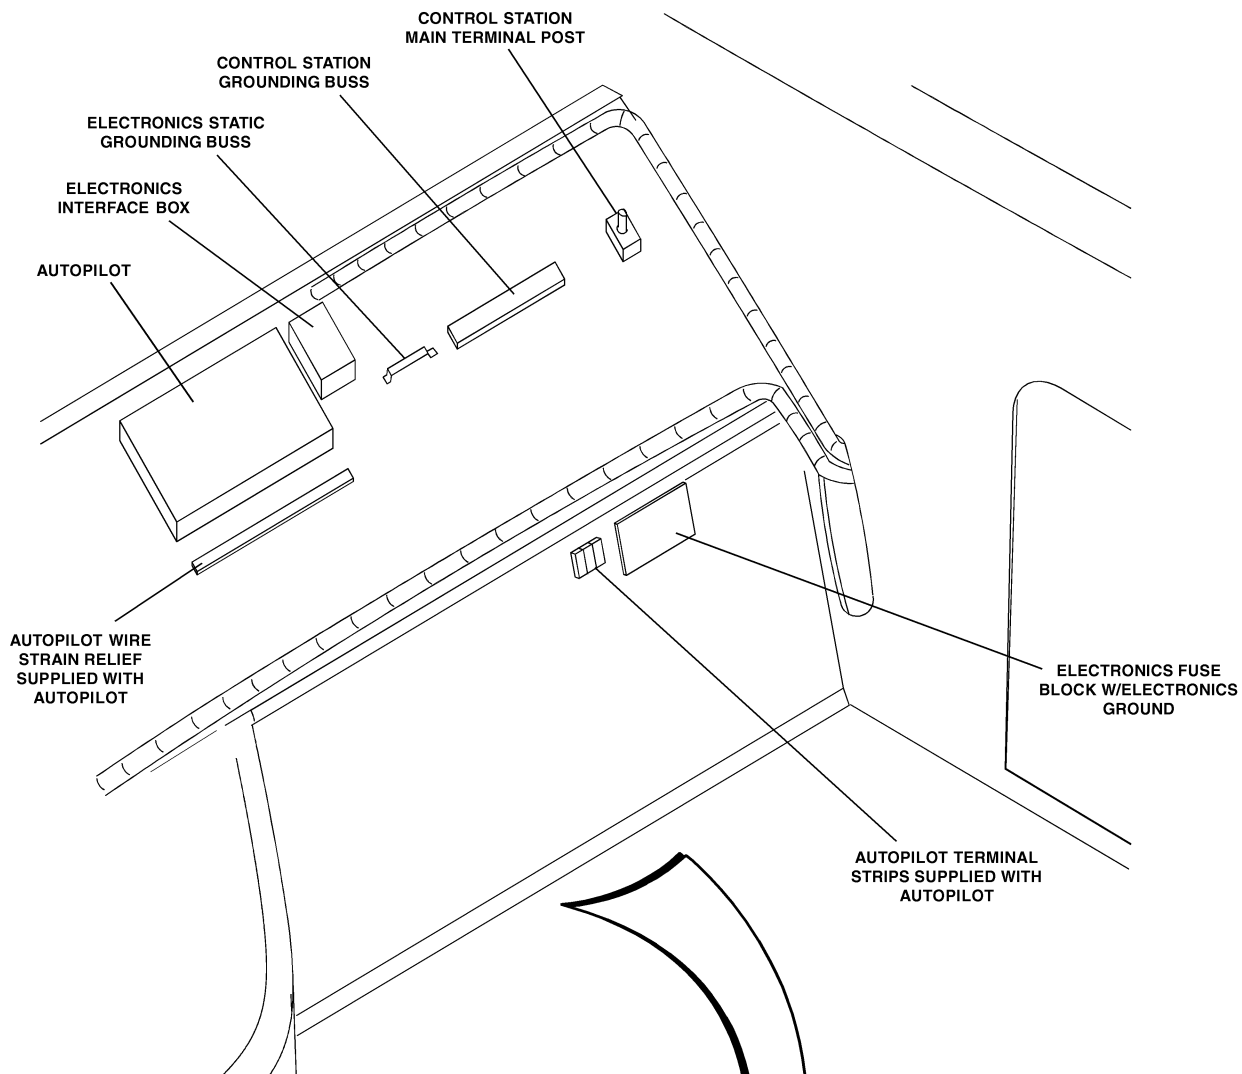 CONTROL STATION
MAIN TERMINAL POST
CONTROL STATION
GROUNDING BUSS
ELECTRONICS STATIC
GROUNDING BUSS
ELECTRONICS
INTERFACE BOX
AUTOPILOT
AUTOPILOT WIRE
STRAIN RELIEF
SUPPLIED WITH
AUTOPILOT
ELECTRONICS FUSE
BLOCK W/ELECTRONICS
GROUND
AUTOPILOT TERMINAL
STRIPS SUPPLIED WITH
AUTOPILOT